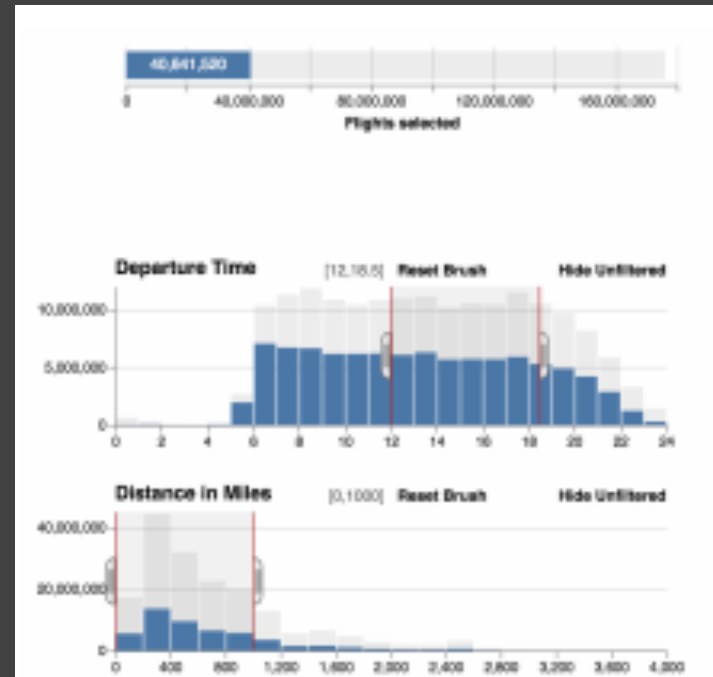 40,641,520
0 40,000,000 80,000,000 120,000,000 160,000,000
Flights selected
Departure Time [12,18.5] Reset Brush Hide Unfiltered
10,000,000
5,000,000
0
0 2 4 6 8 10 12 14 16 18 20 22 24
Distance in Miles [0,1000] Reset Brush Hide Unfiltered
40,000,000
20,000,000
0
0 400 800 1,200 1,600 2,000 2,400 2,800 3,200 3,600 4,000